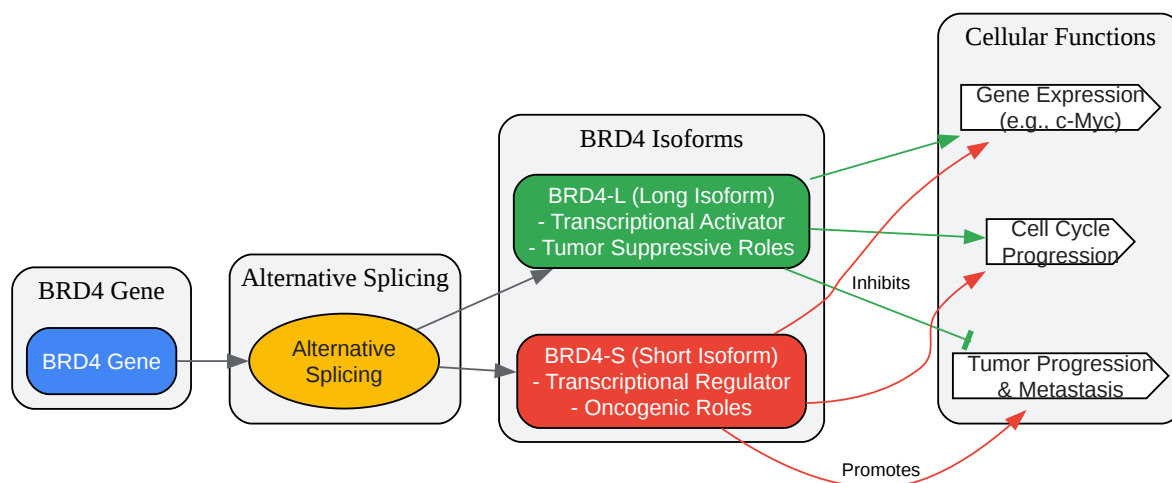 Cellular Functions
Gene Expression
(e.g., c-Myc)
BRD4 Isoforms
BRD4-L (Long Isoform)
- Transcriptional Activator
- Tumor Suppressive Roles
Cell Cycle
Progression
Alternative Splicing
BRD4 Gene
Inhibits
BRD4 Gene
Alternative
Splicing
BRD4-S (Short Isoform)
- Transcriptional Regulator
- Oncogenic Roles
Tumor Progression
& Metastasis
Promotes